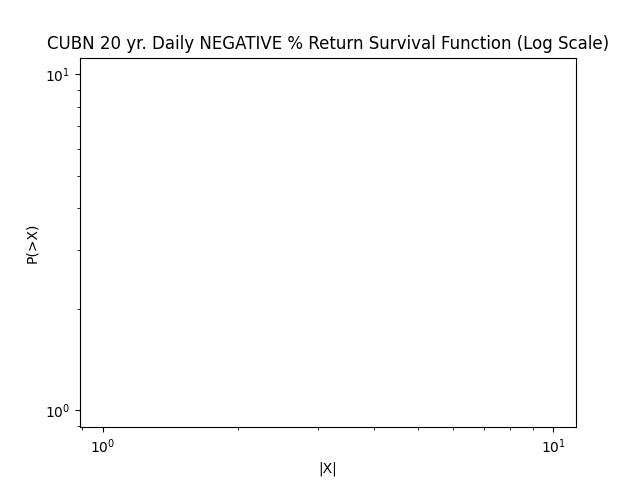 CUBN 20 yr. Daily NEGATIVE % Return Survival Function (Log Scale)
10¹
P(>X)
10⁰
10⁰ 10¹
|X|